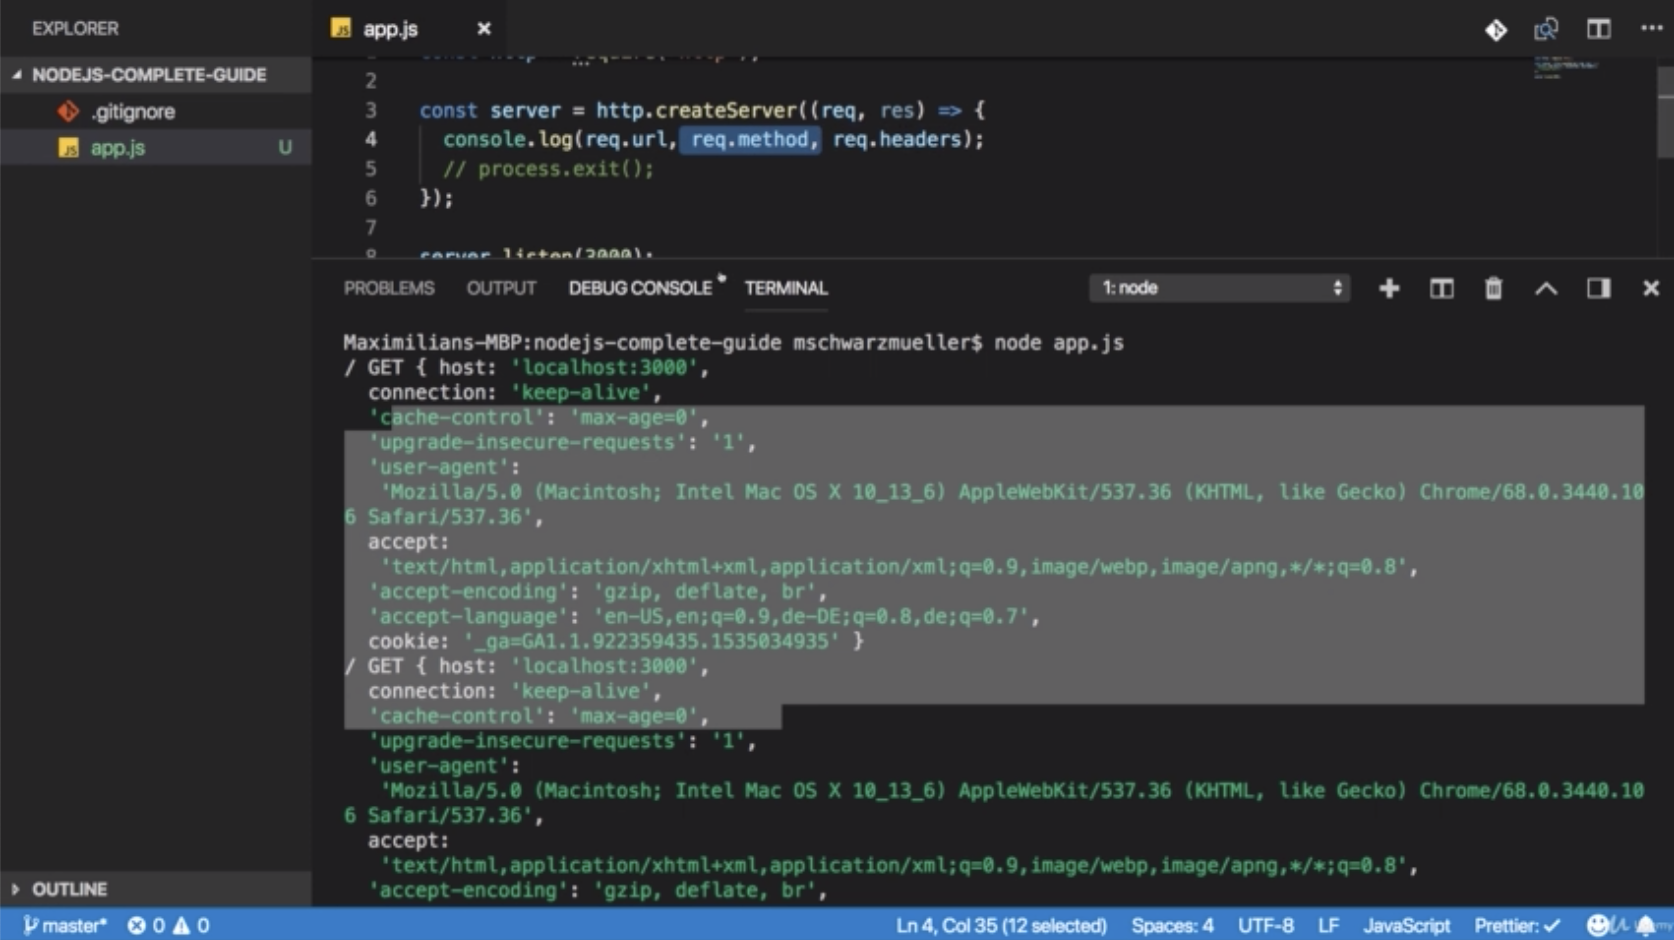 EXPLORER
app.js
NODEJS-COMPLETE-GUIDE
.gitignore
app.js U
2
3 const server = http.createServer((req, res) => {
4 console.log(req.url, req.method, req.headers);
5 // process.exit();
6 });
7
8 server.listen(3000);
PROBLEMS OUTPUT DEBUG CONSOLE TERMINAL 1: node
Maximilians-MBP:nodejs-complete-guide mschwarzmueller$ node app.js
/ GET { host: 'localhost:3000',
connection: 'keep-alive',
'cache-control': 'max-age=0',
'upgrade-insecure-requests': '1',
'user-agent':
'Mozilla/5.0 (Macintosh; Intel Mac OS X 10_13_6) AppleWebKit/537.36 (KHTML, like Gecko) Chrome/68.0.3440.10
6 Safari/537.36',
accept:
'text/html,application/xhtml+xml,application/xml;q=0.9,image/webp,image/apng,*/*;q=0.8',
'accept-encoding': 'gzip, deflate, br',
'accept-language': 'en-US,en;q=0.9,de-DE;q=0.8,de;q=0.7',
cookie: '_ga=GA1.1.922359435.1535034935' }
/ GET { host: 'localhost:3000',
connection: 'keep-alive',
'cache-control': 'max-age=0',
'upgrade-insecure-requests': '1',
'user-agent':
'Mozilla/5.0 (Macintosh; Intel Mac OS X 10_13_6) AppleWebKit/537.36 (KHTML, like Gecko) Chrome/68.0.3440.10
6 Safari/537.36',
accept:
'text/html,application/xhtml+xml,application/xml;q=0.9,image/webp,image/apng,*/*;q=0.8',
'accept-encoding': 'gzip, deflate, br',
OUTLINE
master* 0 0 Ln 4, Col 35 (12 selected) Spaces: 4 UTF-8 LF JavaScript Prettier: ✓